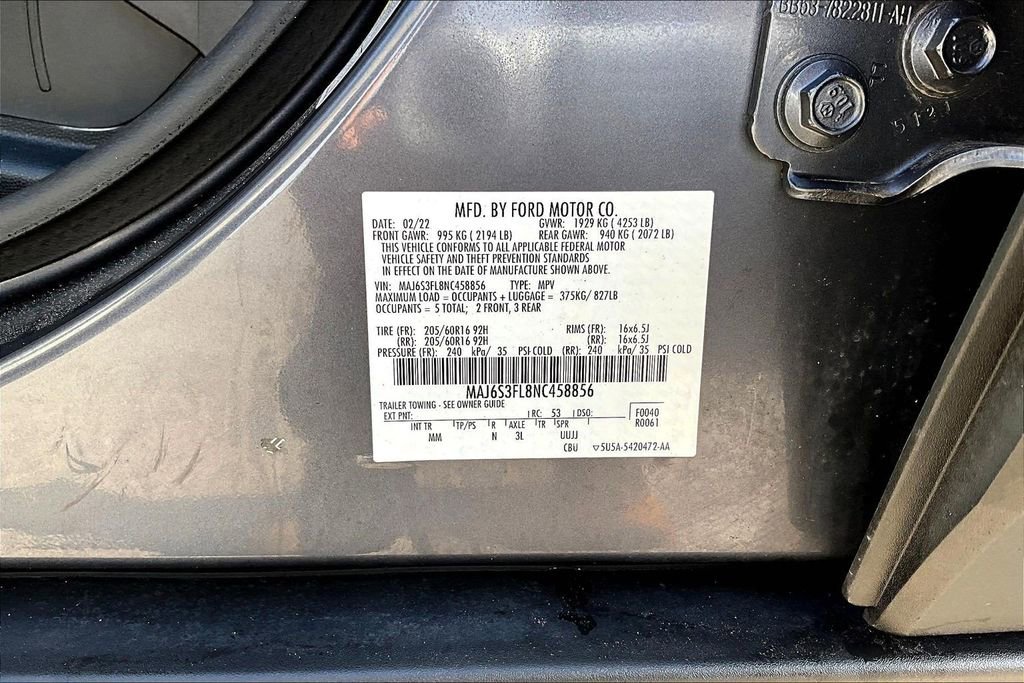 BB63-7822811-AH
5121
MFD. BY FORD MOTOR CO.
DATE: 02/22 GVWR: 1929 KG ( 4253 LB)
FRONT GAWR: 995 KG ( 2194 LB) REAR GAWR: 940 KG ( 2072 LB)
THIS VEHICLE CONFORMS TO ALL APPLICABLE FEDERAL MOTOR
VEHICLE SAFETY AND THEFT PREVENTION STANDARDS
IN EFFECT ON THE DATE OF MANUFACTURE SHOWN ABOVE.
VIN: MAJ6S3FL8NC458856 TYPE: MPV
MAXIMUM LOAD = OCCUPANTS + LUGGAGE = 375KG/ 827LB
OCCUPANTS = 5 TOTAL; 2 FRONT, 3 REAR
TIRE (FR): 205/60R16 92H RIMS (FR): 16x6.5J
(RR): 205/60R16 92H (RR): 16x6.5J
PRESSURE (FR): 240 kPa/ 35 PSI COLD (RR): 240 kPa/ 35 PSI COLD
MAJ6S3FL8NC458856
TRAILER TOWING - SEE OWNER GUIDE
EXT PNT: RC: 53 DSO: F0040
INT TR TP/PS R AXLE TR SPR R0061
MM N 3L UUJJ
CBU 5U5A-5420472-AA